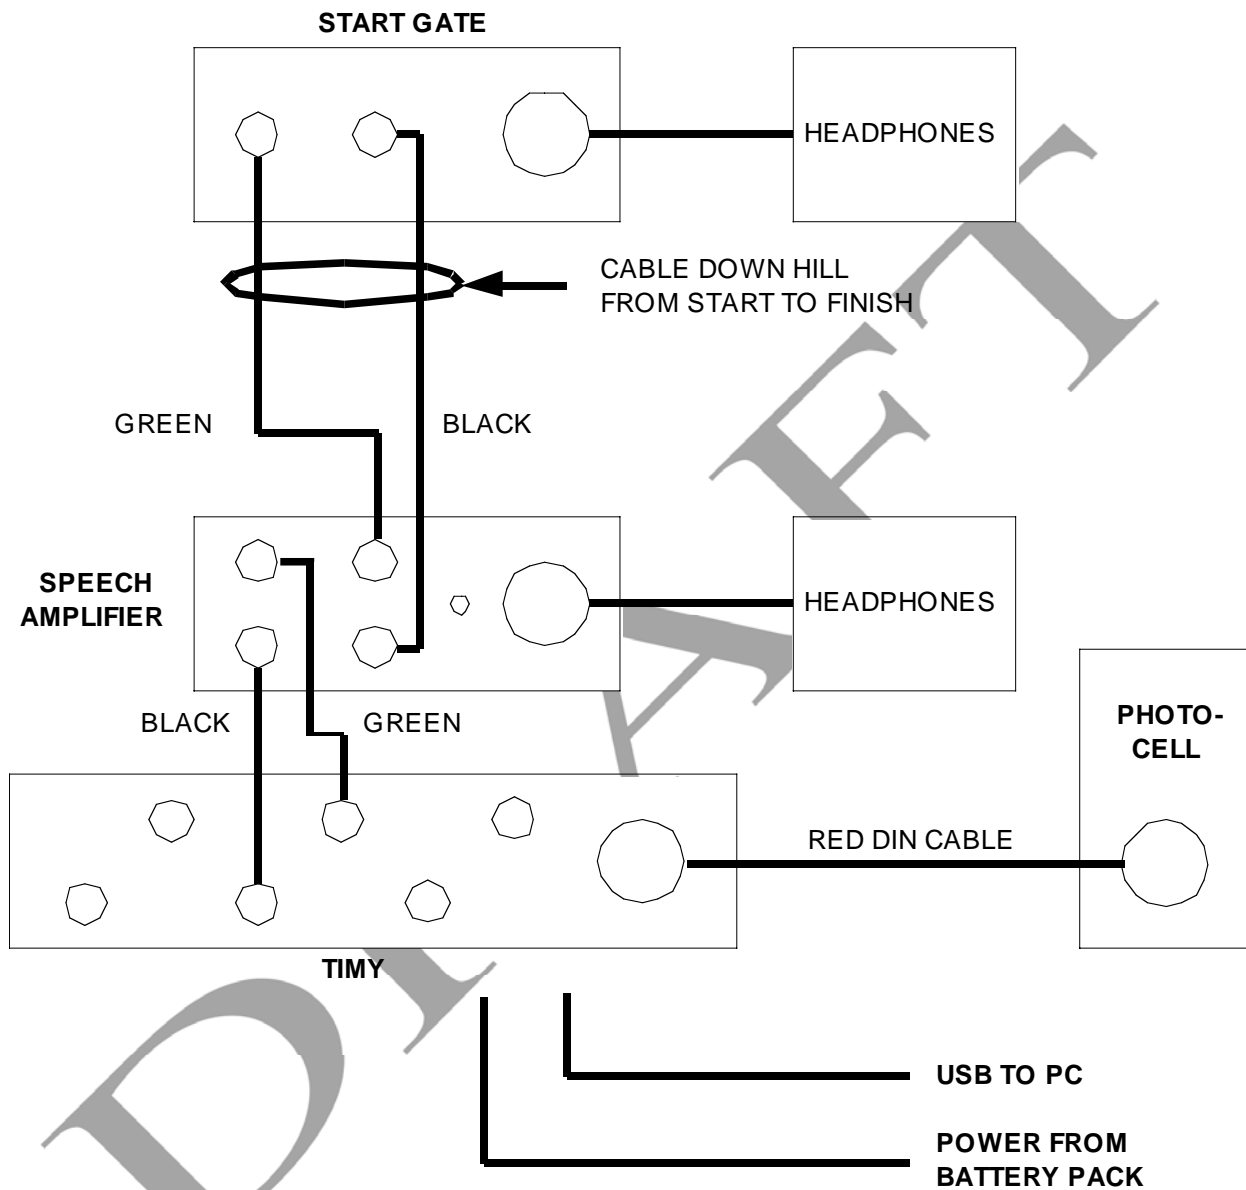 START GATE
HEADPHONES
CABLE DOWN HILL
FROM START TO FINISH
GREEN
BLACK
SPEECH
AMPLIFIER
HEADPHONES
BLACK
GREEN
PHOTO-
CELL
RED DIN CABLE
TIMY
USB TO PC
POWER FROM
BATTERY PACK
DRAFT